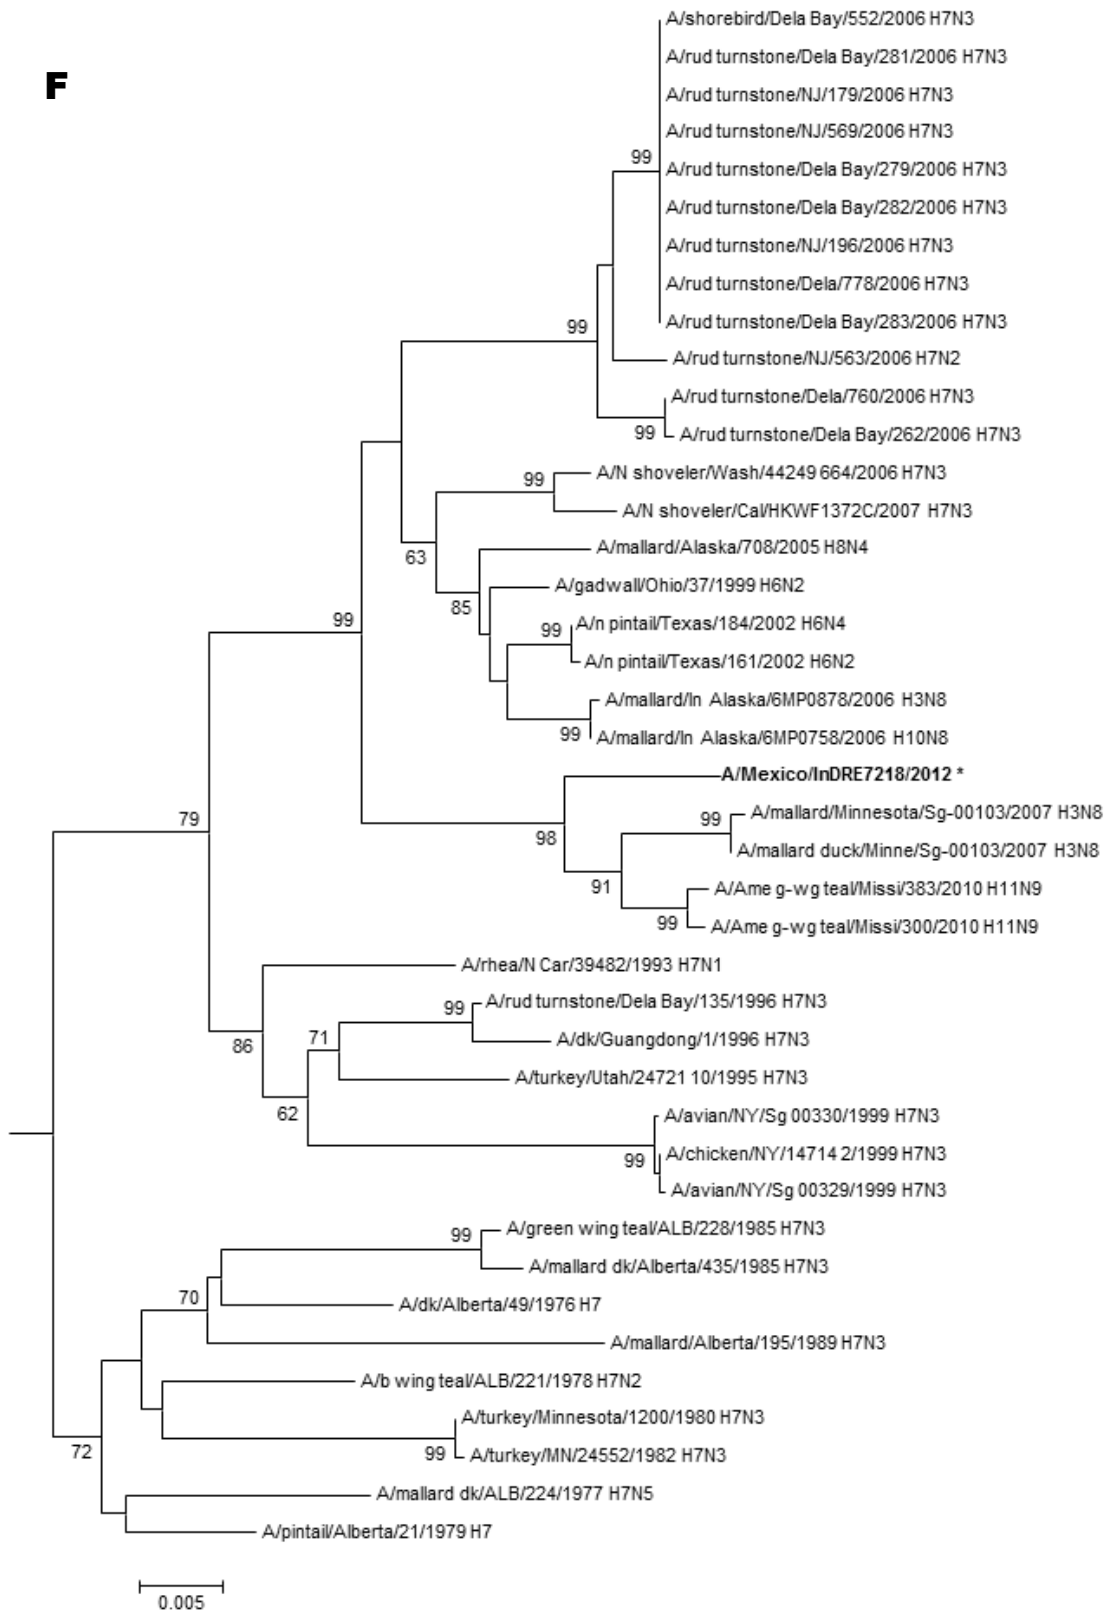 A/shorebird/Dela Bay/552/2006 H7N3
A/rud turnstone/Dela Bay/281/2006 H7N3
F
A/rud turnstone/NJ/179/2006 H7N3
A/rud turnstone/NJ/569/2006 H7N3
99
A/rud turnstone/Dela Bay/279/2006 H7N3
A/rud turnstone/Dela Bay/282/2006 H7N3
A/rud turnstone/NJ/196/2006 H7N3
A/rud turnstone/Dela/778/2006 H7N3
A/rud turnstone/Dela Bay/283/2006 H7N3
99
A/rud turnstone/NJ/563/2006 H7N2
A/rud turnstone/Dela/760/2006 H7N3
99
A/rud turnstone/Dela Bay/262/2006 H7N3
A/N shoveler/Wash/44249 664/2006 H7N3
99
A/N shoveler/Cal/HKWF1372C/2007 H7N3
A/mallard/Alaska/708/2005 H8N4
63
A/gadwall/Ohio/37/1999 H6N2
85
A/n pintail/Texas/184/2002 H6N4
99
99
A/n pintail/Texas/161/2002 H6N2
A/mallard/In Alaska/6MP0878/2006 H3N8
99
A/mallard/In Alaska/6MP0758/2006 H10N8
A/Mexico/InDRE7218/2012 *
A/mallard/Minnesota/Sg-00103/2007 H3N8
79
99
98
A/mallard duck/Minne/Sg-00103/2007 H3N8
91
A/Ame g-wg teal/Missi/383/2010 H11N9
99
A/Ame g-wg teal/Missi/300/2010 H11N9
A/rhea/N Car/39482/1993 H7N1
99
A/rud turnstone/Dela Bay/135/1996 H7N3
86
71
A/dk/Guangdong/1/1996 H7N3
A/turkey/Utah/24721 10/1995 H7N3
62
A/avian/NY/Sg 00330/1999 H7N3
99
A/chicken/NY/14714 2/1999 H7N3
A/avian/NY/Sg 00329/1999 H7N3
99
A/green wing teal/ALB/228/1985 H7N3
A/mallard dk/Alberta/435/1985 H7N3
70
A/dk/Alberta/49/1976 H7
A/mallard/Alberta/195/1989 H7N3
A/b wing teal/ALB/221/1978 H7N2
A/turkey/Minnesota/1200/1980 H7N3
72
99
A/turkey/MN/24552/1982 H7N3
A/mallard dk/ALB/224/1977 H7N5
A/pintail/Alberta/21/1979 H7
0.005